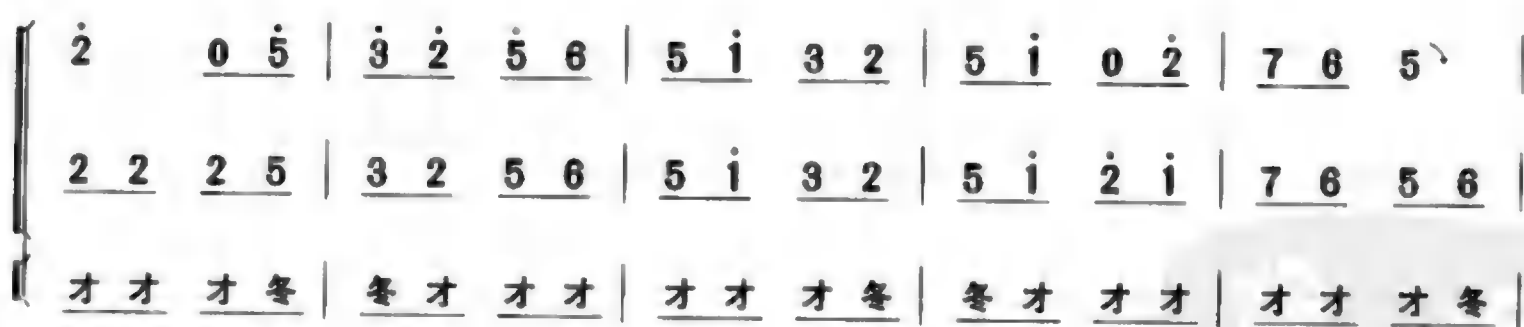 2̇ 0 5̇ | 3̇ 2̇ 5̇ 6 | 5 1̇ 3 2 | 5 1̇ 0 2̇ | 7 6 5↘ |
2 2 2 5 | 3 2 5 6 | 5 1̇ 3 2 | 5 1̇ 2̇ 1̇ | 7 6 5 6 |
才 才 才 冬 | 冬 才 才 才 | 才 才 才 冬 | 冬 才 才 才 | 才 才 才 冬 |